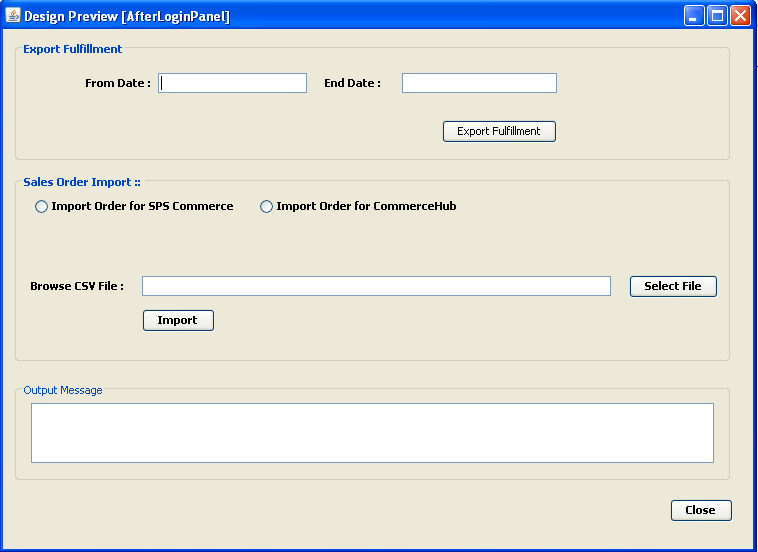 Design Preview [AfterLoginPanel]
Export Fulfillment
From Date : End Date :
Export Fulfillment
Sales Order Import ::
Import Order for SPS Commerce Import Order for CommerceHub
Browse CSV File : Select File
Import
Output Message
Close